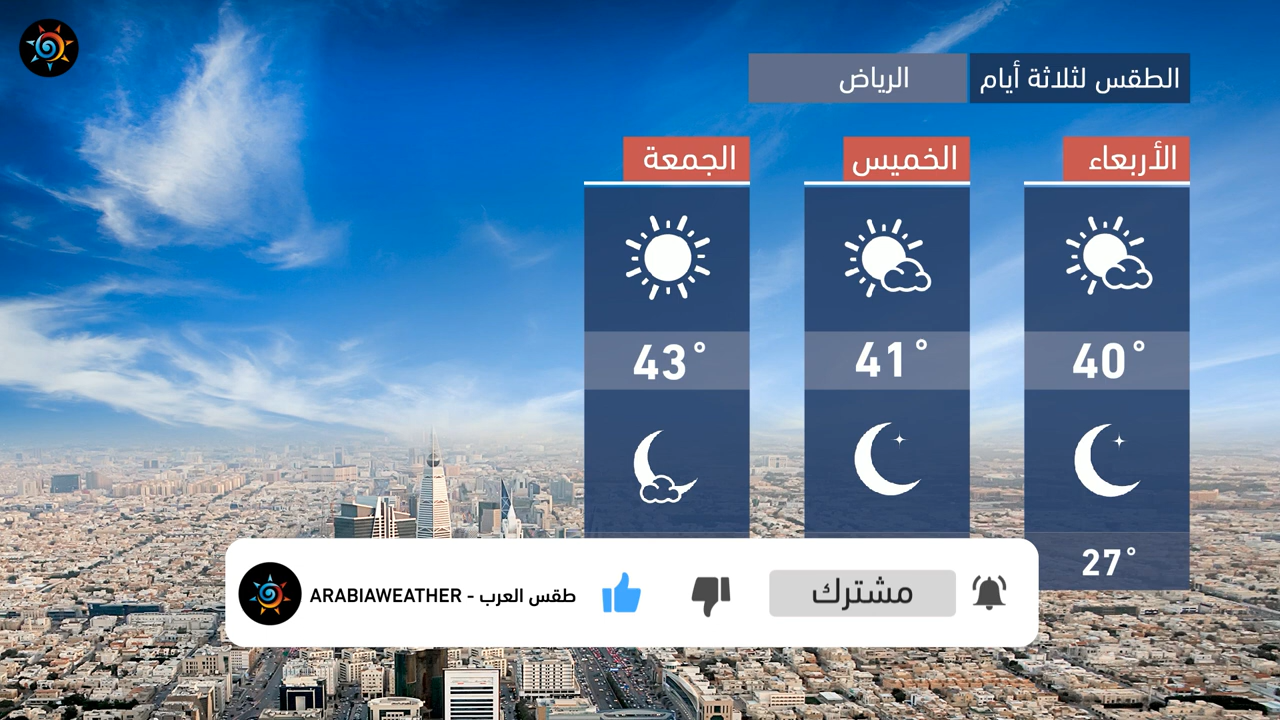 الطقس لثلاثة أيام
الرياض
الأربعاء
الخميس
الجمعة
40°
41°
43°
27°
ARABIAWEATHER - طقس العرب
مشترك